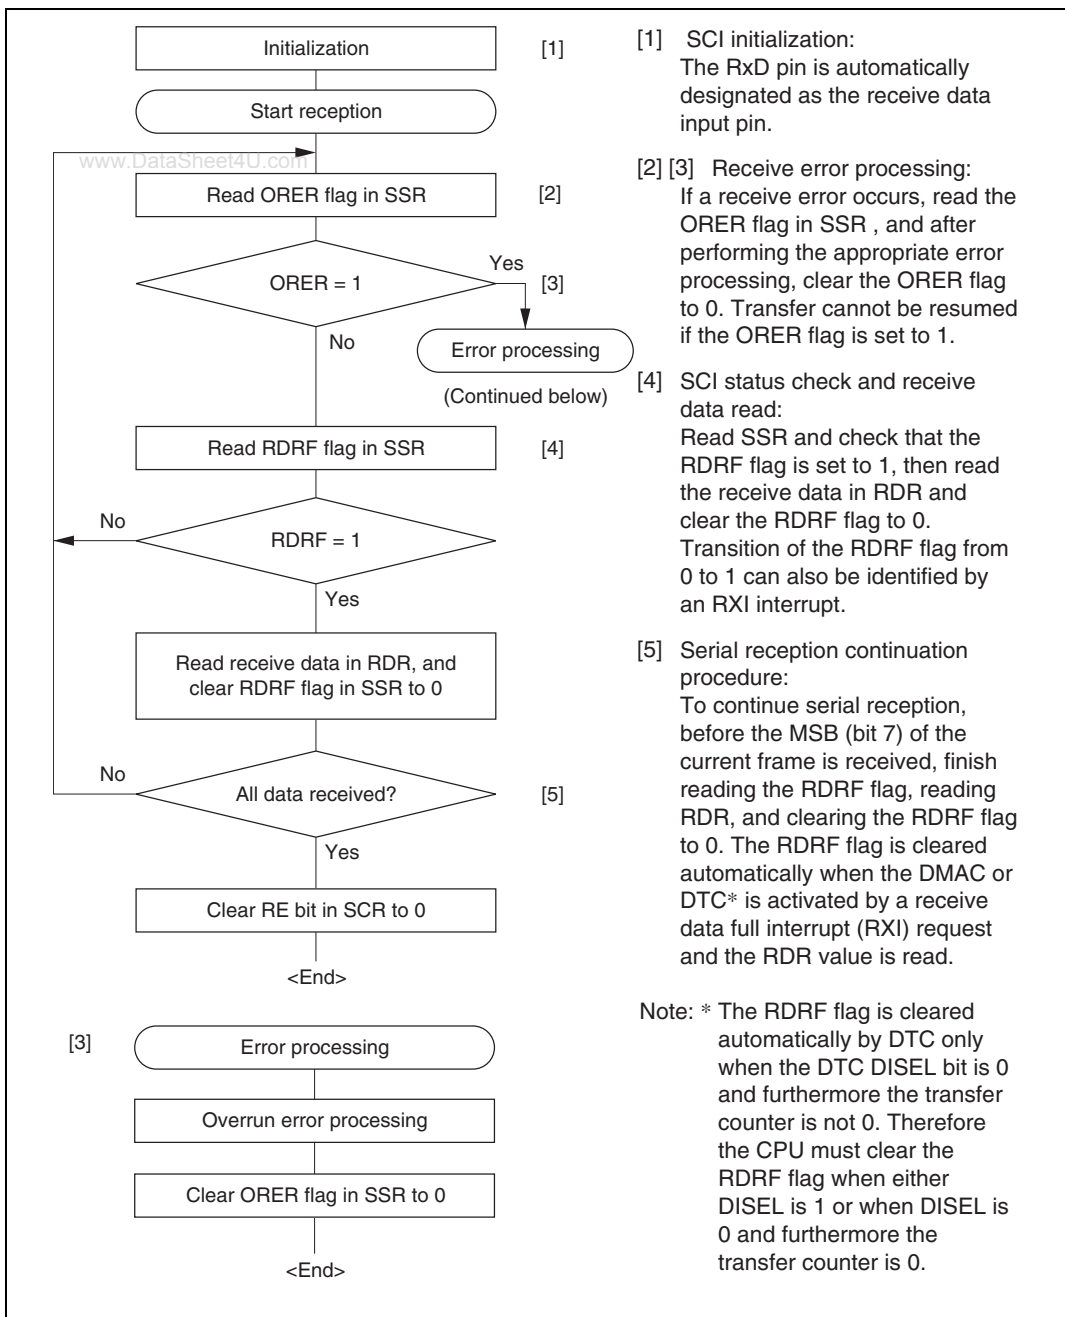 Initialization
[1]
Start reception
www.DataSheet4U.com
Read ORER flag in SSR
[2]
Yes
ORER = 1
[3]
No
Error processing
(Continued below)
Read RDRF flag in SSR
[4]
No
RDRF = 1
Yes
Read receive data in RDR, and
clear RDRF flag in SSR to 0
No
All data received?
[5]
Yes
Clear RE bit in SCR to 0
<End>
[3]
Error processing
Overrun error processing
Clear ORER flag in SSR to 0
<End>
[1] SCI initialization:
The RxD pin is automatically
designated as the receive data
input pin.
[2] [3] Receive error processing:
If a receive error occurs, read the
ORER flag in SSR , and after
performing the appropriate error
processing, clear the ORER flag
to 0. Transfer cannot be resumed
if the ORER flag is set to 1.
[4] SCI status check and receive
data read:
Read SSR and check that the
RDRF flag is set to 1, then read
the receive data in RDR and
clear the RDRF flag to 0.
Transition of the RDRF flag from
0 to 1 can also be identified by
an RXI interrupt.
[5] Serial reception continuation
procedure:
To continue serial reception,
before the MSB (bit 7) of the
current frame is received, finish
reading the RDRF flag, reading
RDR, and clearing the RDRF flag
to 0. The RDRF flag is cleared
automatically when the DMAC or
DTC* is activated by a receive
data full interrupt (RXI) request
and the RDR value is read.
Note: * The RDRF flag is cleared
automatically by DTC only
when the DTC DISEL bit is 0
and furthermore the transfer
counter is not 0. Therefore
the CPU must clear the
RDRF flag when either
DISEL is 1 or when DISEL is
0 and furthermore the
transfer counter is 0.